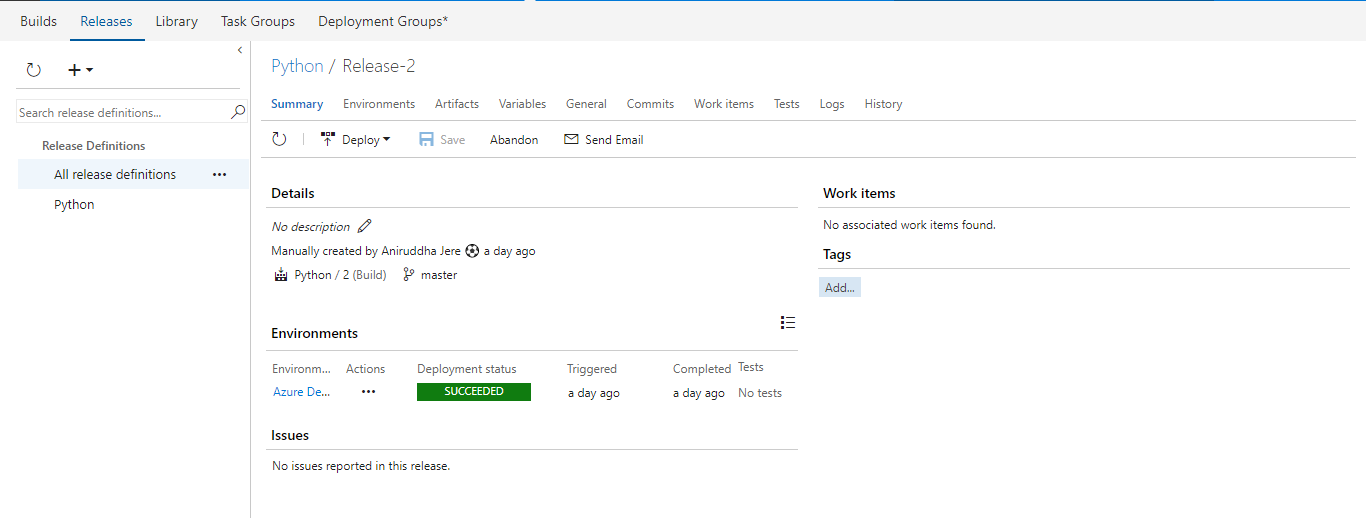 Builds Releases Library Task Groups Deployment Groups*
Search release definitions...
Release Definitions
All release definitions
Python
Python / Release-2
Summary Environments Artifacts Variables General Commits Work items Tests Logs History
Deploy Save Abandon Send Email
Details
No description
Manually created by Aniruddha Jere a day ago
Python / 2 (Build) master
Environments
Environm... Actions Deployment status Triggered Completed Tests
Azure De... SUCCEEDED a day ago a day ago No tests
Issues
No issues reported in this release.
Work items
No associated work items found.
Tags
Add...